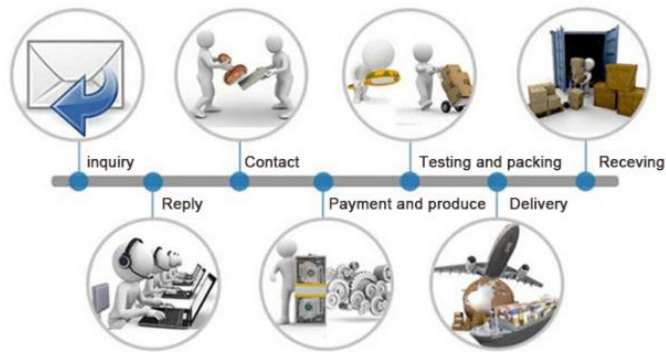 inquiry
Contact
Testing and packing
Receving
Reply
Payment and produce
Delivery